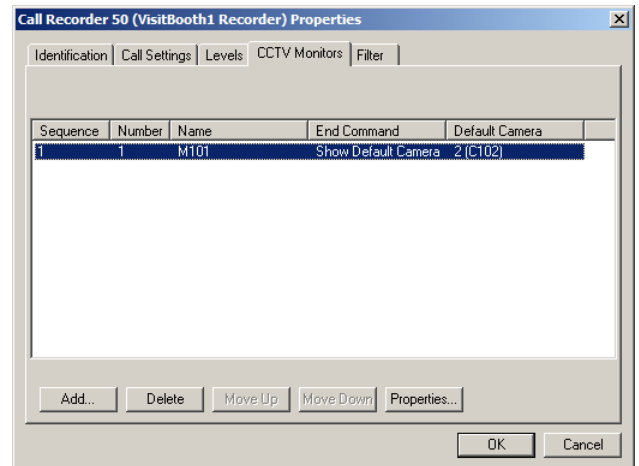 Call Recorder 50 (VisitBooth1 Recorder) Properties
Identification Call Settings Levels CCTV Monitors Filter
Sequence Number Name End Command Default Camera
1 1 M101 Show Default Camera 2 (C102)
Add... Delete Move Up Move Down Properties...
OK Cancel